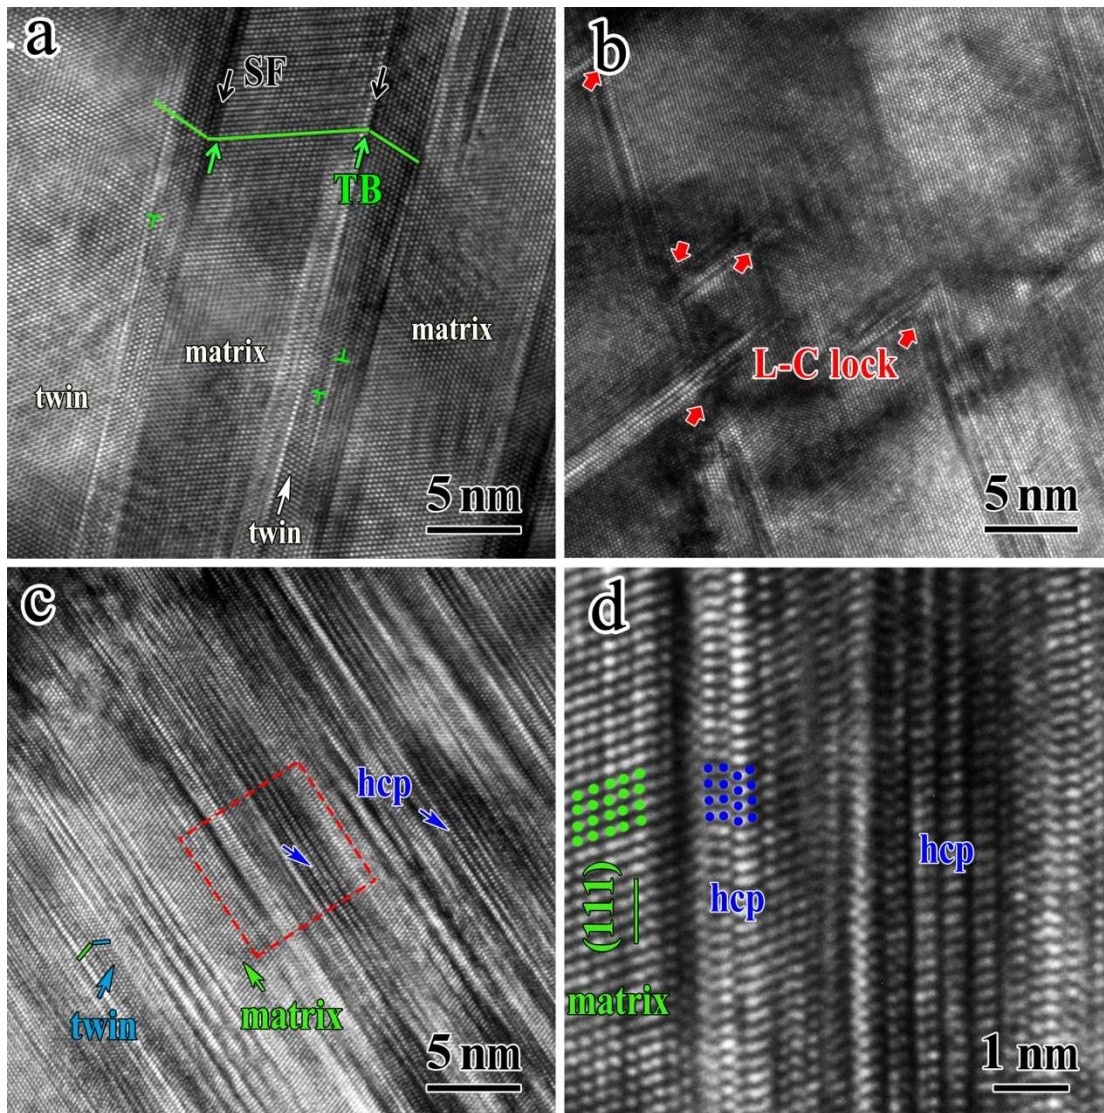 a
SF
TB
matrix
matrix
twin
twin
5 nm
b
L-C lock
5 nm
c
hcp
twin
matrix
5 nm
d
hcp
hcp
(111)
matrix
1 nm